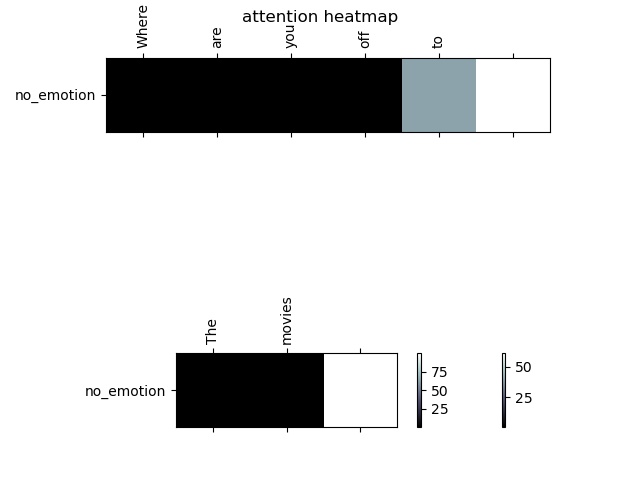 attention heatmap
Where are you off to
no_emotion
The movies
no_emotion
75 50
50 25
25